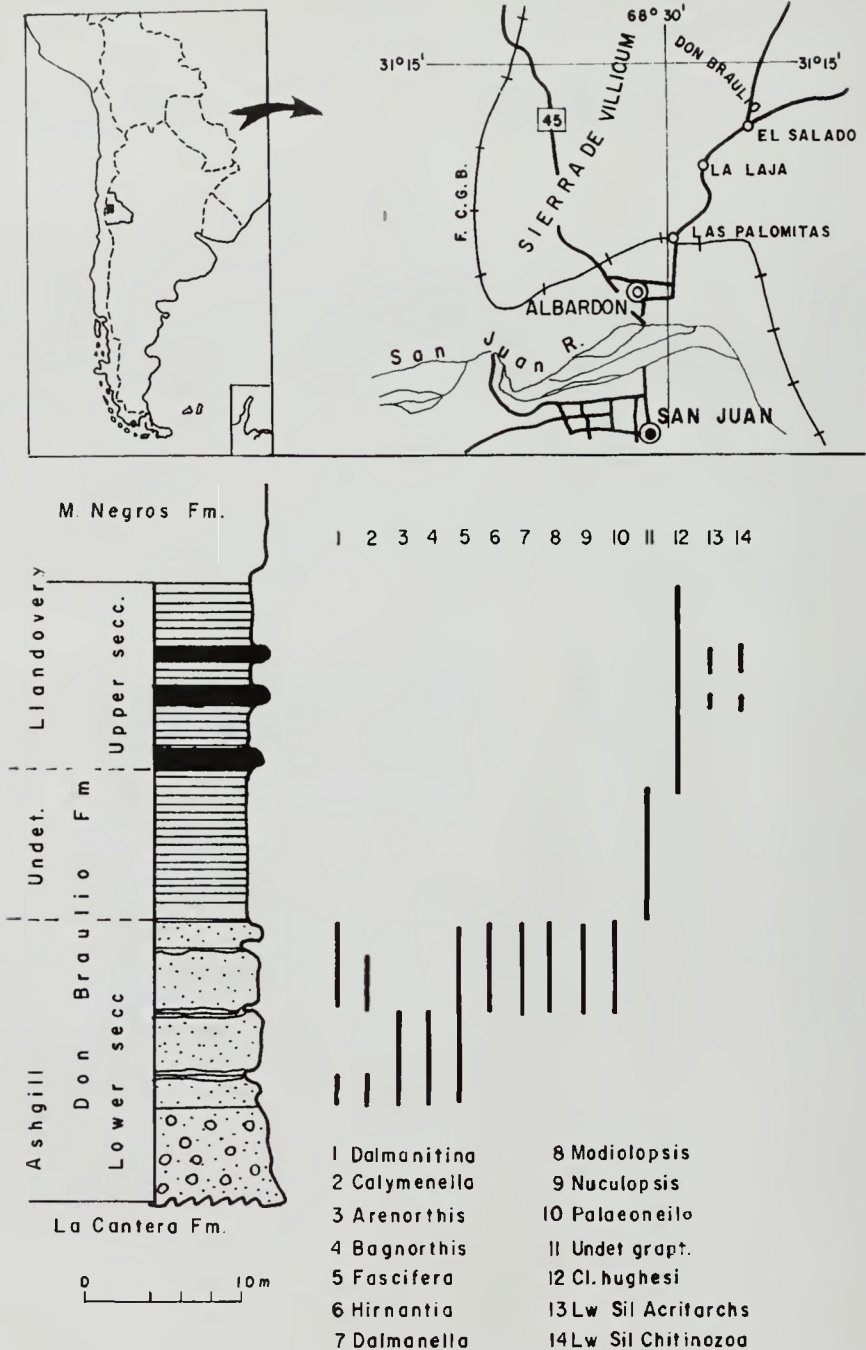 68° 30'
31° 15'
31° 15'
DON BRAULIO
45
SIERRA DE VILLICUM
F. C. G. B.
EL SALADO
LA LAJA
LAS PALOMITAS
ALBARDON
San Juan R.
SAN JUAN
M. Negros Fm.
1 2 3 4 5 6 7 8 9 10 11 12 13 14
Llandovery
Upper secc.
Undet.
Don Braulio Fm
Ashgill
Lower secc
La Cantera Fm.
0 10 m
1 Dalmanitina
2 Calymenella
3 Arenorthis
4 Bagnorthis
5 Fascifera
6 Hirnantia
7 Dalmanella
8 Modiolopsis
9 Nuculopsis
10 Palaeoneilo
11 Undet grapt.
12 Cl. hughesi
13 Lw Sil Acritarchs
14 Lw Sil Chitinozoa